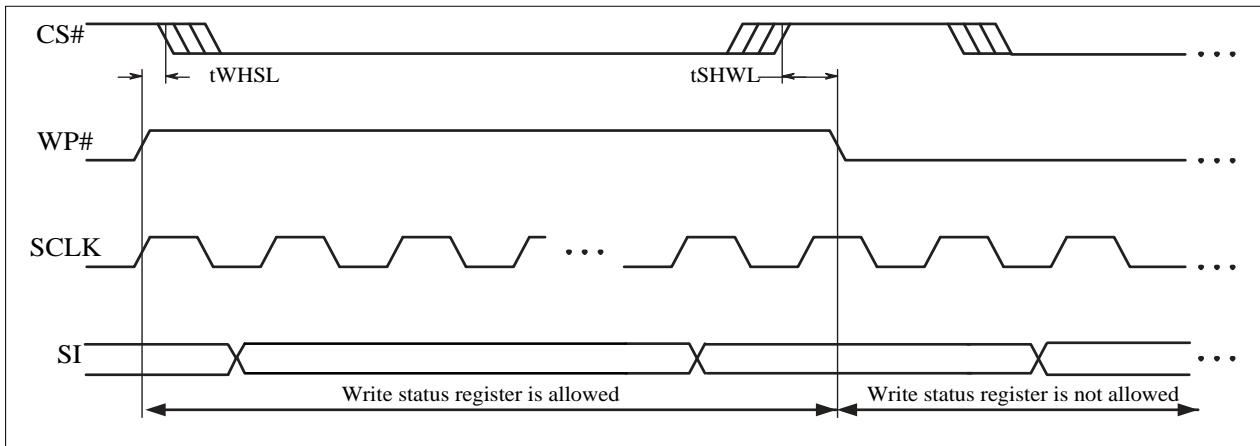 CS#
tWHSL
tSHWL
WP#
SCLK
SI
Write status register is allowed
Write status register is not allowed